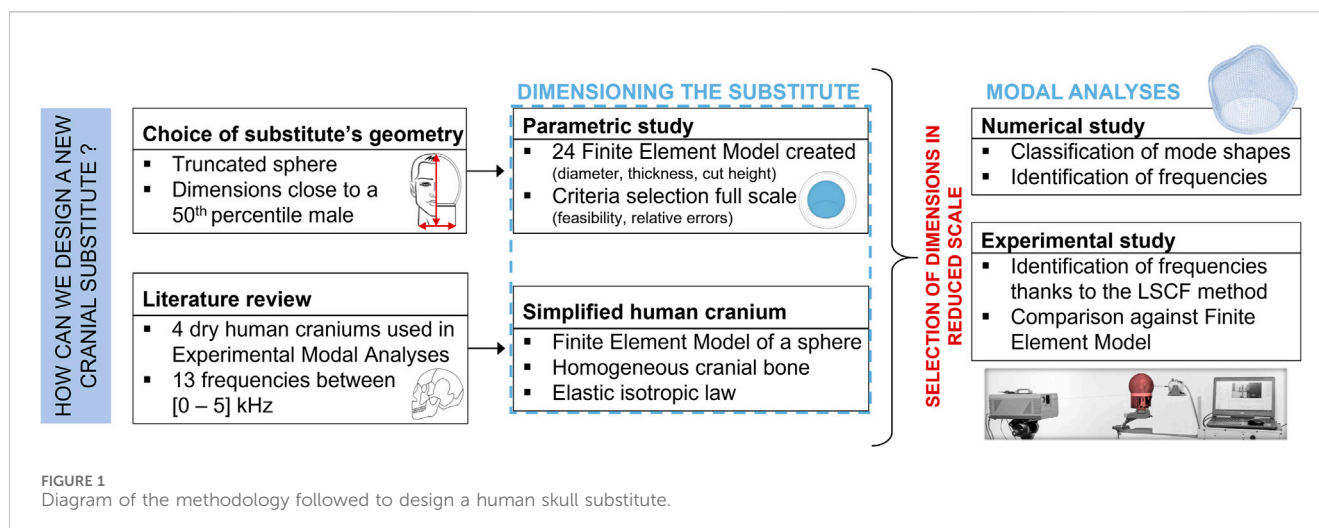 HOW CAN WE DESIGN A NEW
CRANIAL SUBSTITUTE ?
Choice of substitute's geometry
▪ Truncated sphere
▪ Dimensions close to a
50th percentile male
Literature review
▪ 4 dry human craniums used in
Experimental Modal Analyses
▪ 13 frequencies between
[0 – 5] kHz
DIMENSIONING THE SUBSTITUTE
Parametric study
▪ 24 Finite Element Model created
(diameter, thickness, cut height)
▪ Criteria selection full scale
(feasibility, relative errors)
Simplified human cranium
▪ Finite Element Model of a sphere
▪ Homogeneous cranial bone
▪ Elastic isotropic law
SELECTION OF DIMENSIONS IN
REDUCED SCALE
MODAL ANALYSES
Numerical study
▪ Classification of mode shapes
▪ Identification of frequencies
Experimental study
▪ Identification of frequencies
thanks to the LSCF method
▪ Comparison against Finite
Element Model
FIGURE 1
Diagram of the methodology followed to design a human skull substitute.